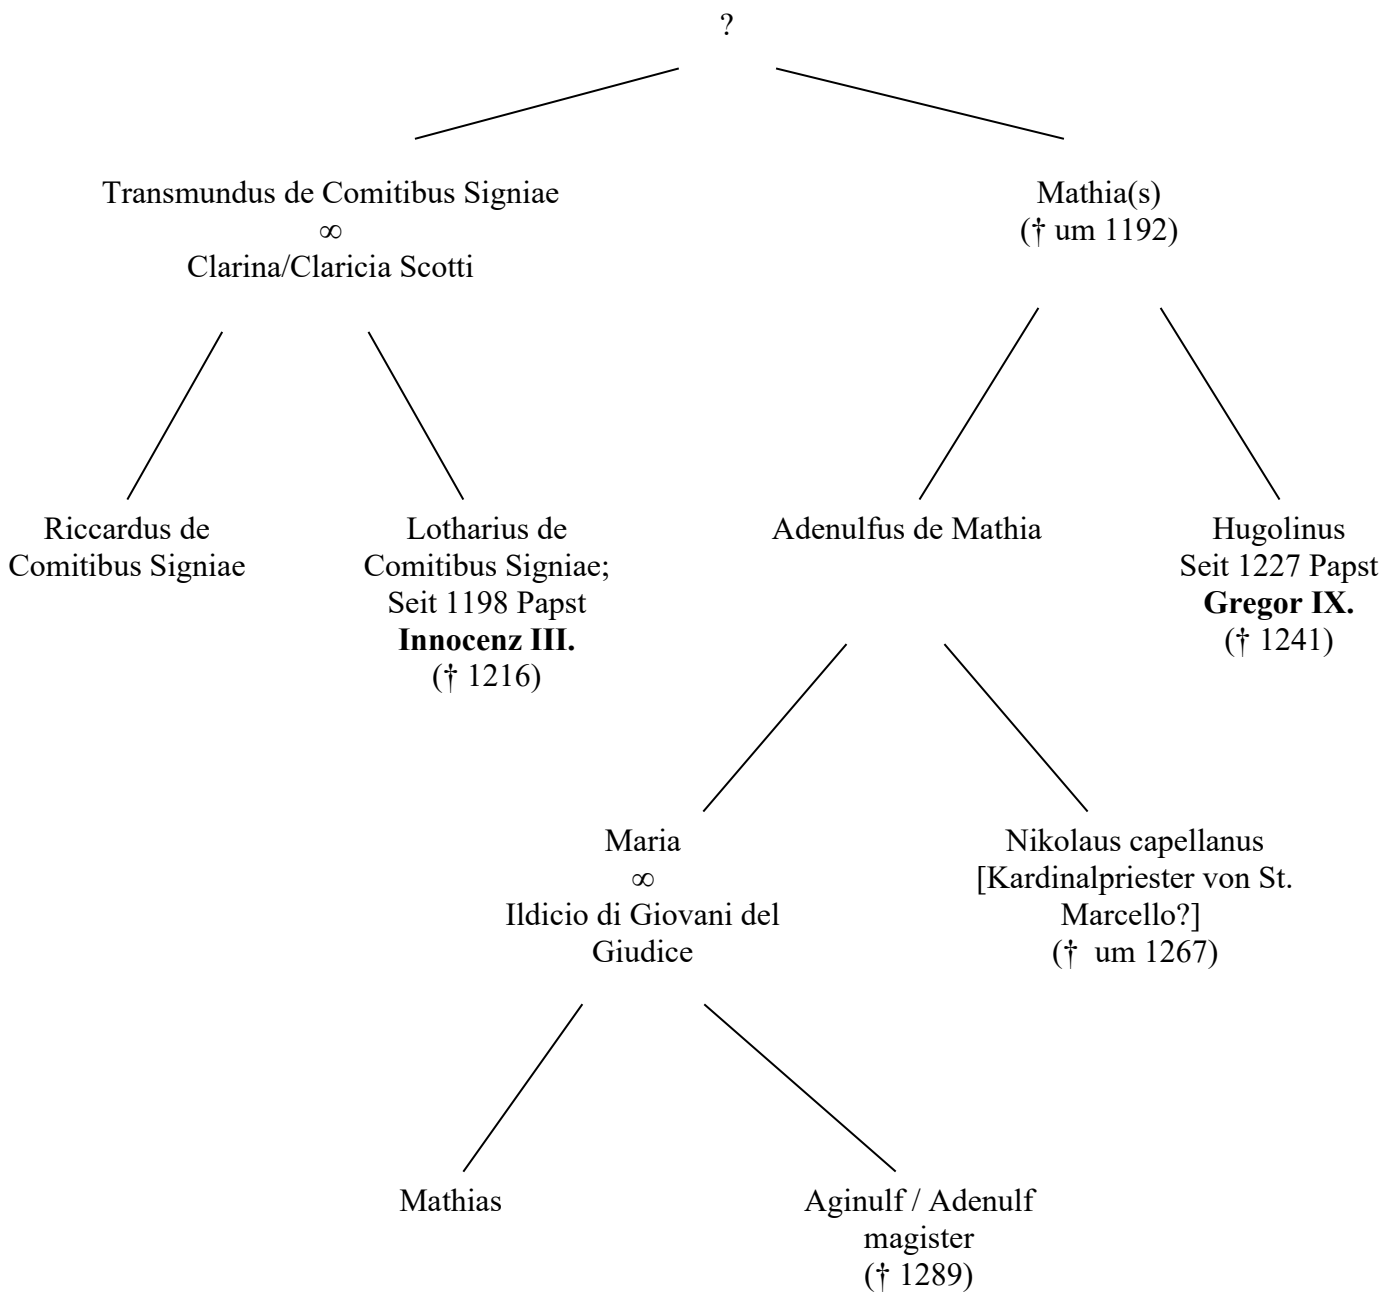 ?
Transmundus de Comitibus Signiae
∞
Clarina/Claricia Scotti
Mathia(s)
(† um 1192)
Riccardus de
Comitibus Signiae
Lotharius de
Comitibus Signiae;
Seit 1198 Papst
Innocenz III.
(† 1216)
Adenulfus de Mathia
Hugolinus
Seit 1227 Papst
Gregor IX.
(† 1241)
Maria
∞
Ildicio di Giovani del
Giudice
Nikolaus capellanus
[Kardinalpriester von St.
Marcello?]
(† um 1267)
Mathias
Aginulf / Adenulf
magister
(† 1289)